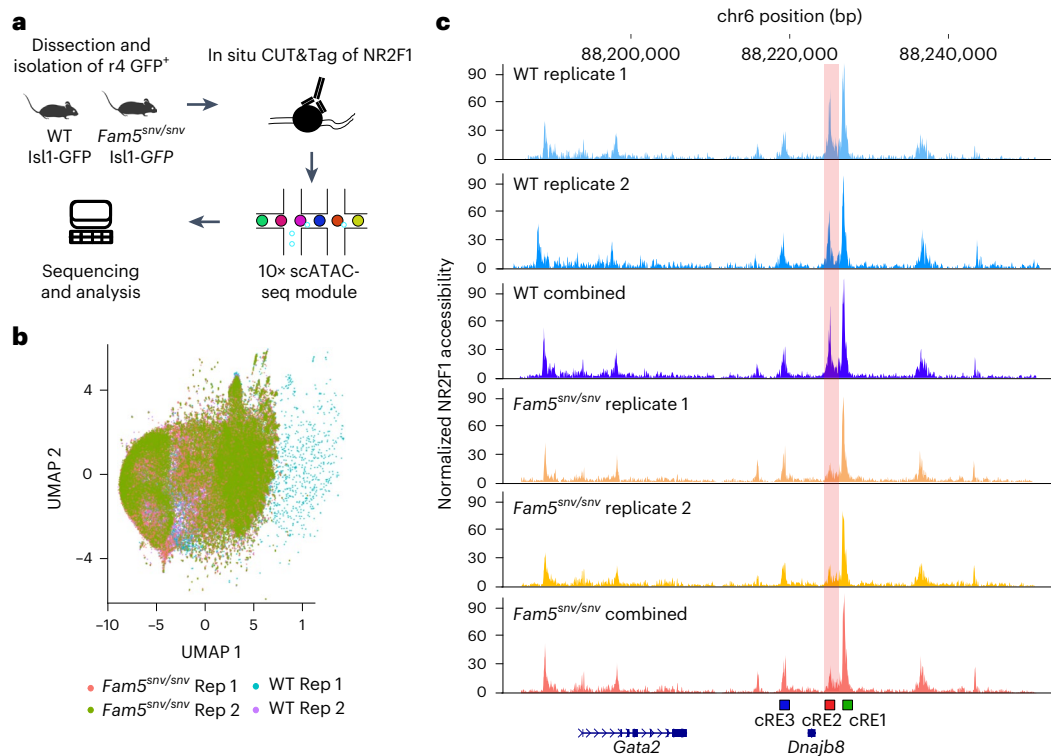 a
Dissection and
isolation of r4 GFP+
WT
Isl1-GFP
Fam5snv/snv
Isl1-GFP
In situ CUT&Tag of NR2F1
10× scATAC-
seq module
Sequencing
and analysis
b
UMAP 2
4
0
−4
−10 −5 0 5 1
UMAP 1
Fam5snv/snv Rep 1
WT Rep 1
Fam5snv/snv Rep 2
WT Rep 2
c
chr6 position (bp)
88,200,000 88,220,000 88,240,000
Normalized NR2F1 accessibility
WT replicate 1
90
60
30
0
WT replicate 2
90
60
30
0
WT combined
90
60
30
0
Fam5snv/snv replicate 1
90
60
30
0
Fam5snv/snv replicate 2
90
60
30
0
Fam5snv/snv combined
90
60
30
0
cRE3 cRE2 cRE1
Gata2 Dnajb8